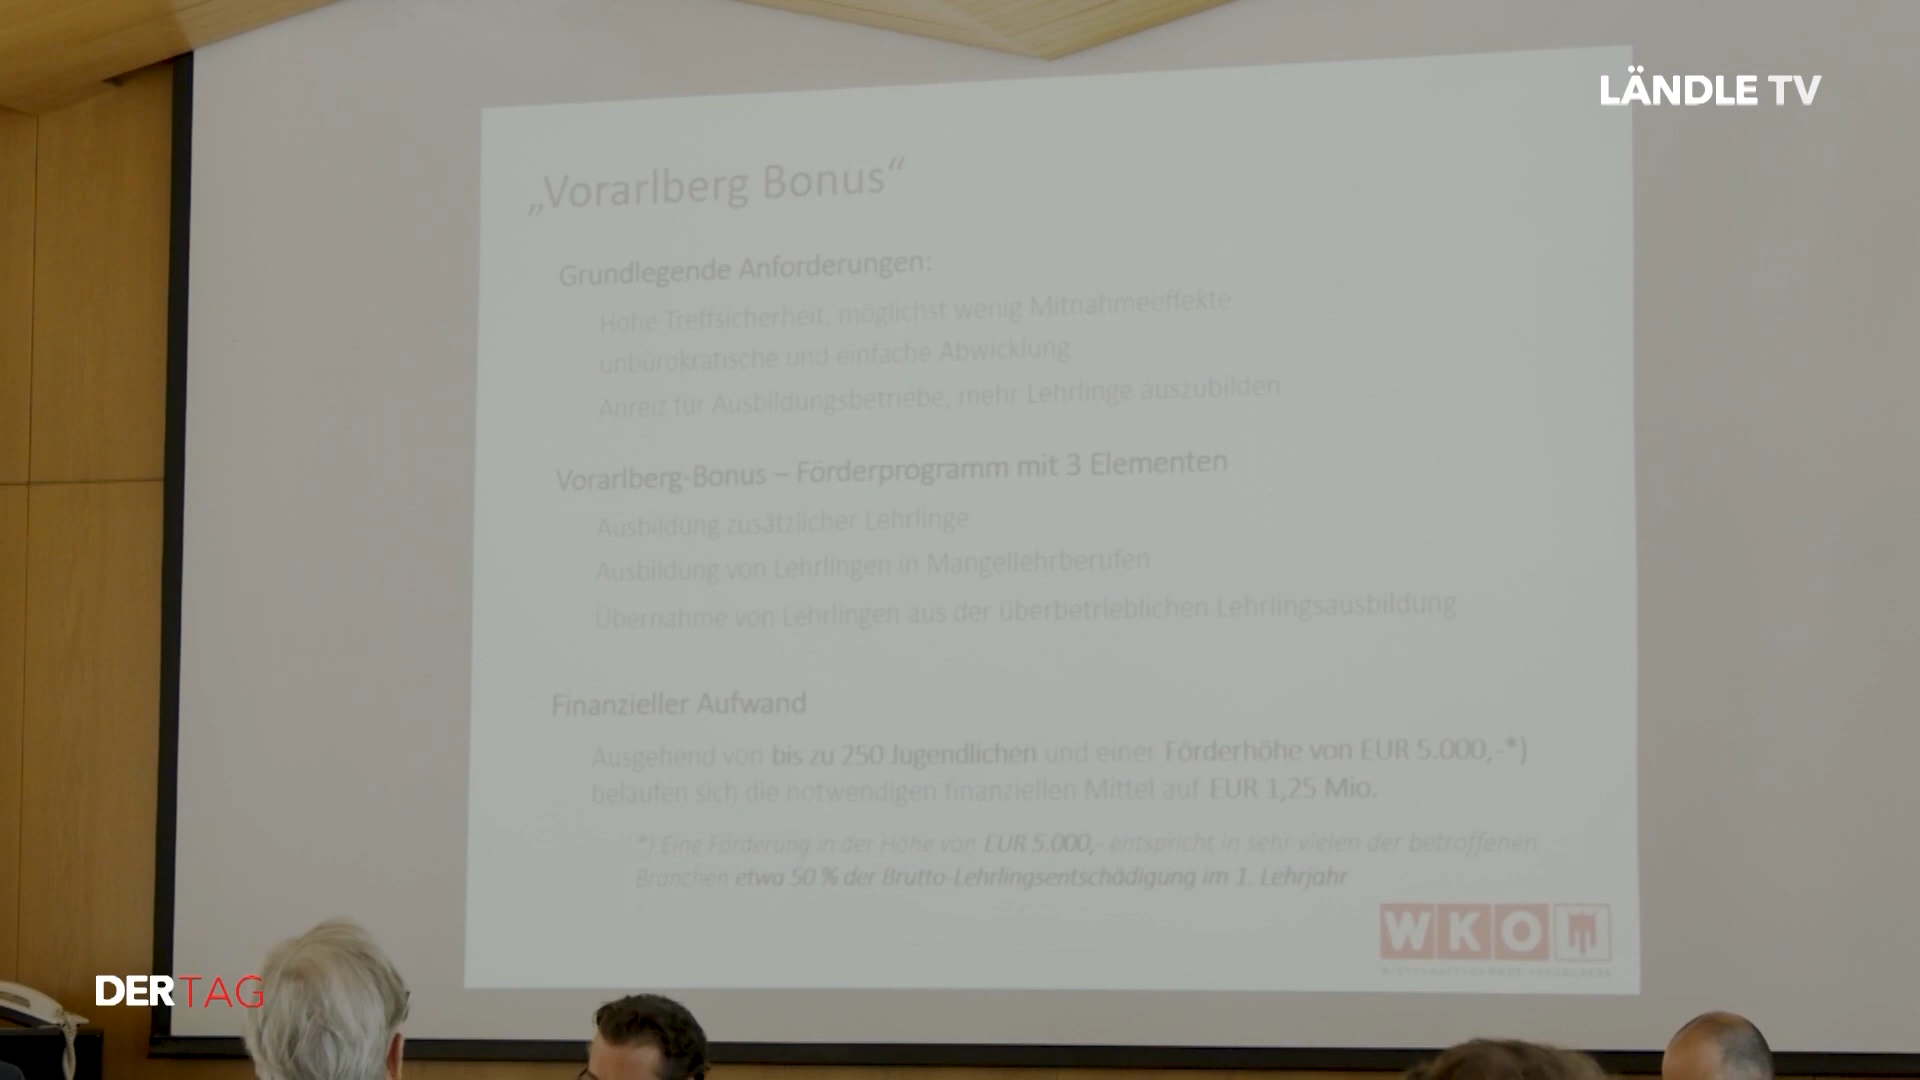 LÄNDLE TV
„Vorarlberg Bonus“
Grundlegende Anforderungen:
Hohe Treffsicherheit, möglichst wenig Mitnahmeeffekte
unbürokratische und einfache Abwicklung
Anreiz für Ausbildungsbetriebe, mehr Lehrlinge auszubilden
Vorarlberg-Bonus – Förderprogramm mit 3 Elementen
Ausbildung zusätzlicher Lehrlinge
Ausbildung von Lehrlingen in Mangellehrberufen
Übernahme von Lehrlingen aus der überbetrieblichen Lehrlingsausbildung
Finanzieller Aufwand
Ausgehend von bis zu 250 Jugendlichen und einer Förderhöhe von EUR 5.000,-*)
belaufen sich die notwendigen finanziellen Mittel auf EUR 1,25 Mio.
*) Eine Förderung in der Höhe von EUR 5.000,- entspricht in sehr vielen der betroffenen
Branchen etwa 50 % der Brutto-Lehrlingsentschädigung im 1. Lehrjahr
WKO
DERTAG